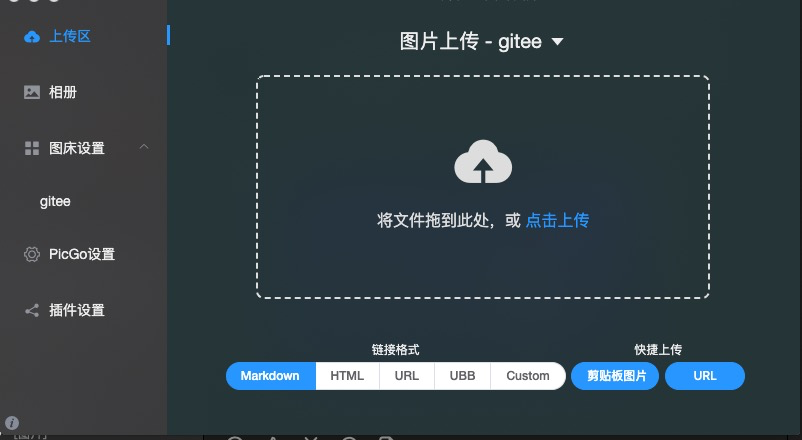 上传区
相册
图床设置
gitee
PicGo设置
插件设置
图片上传 - gitee
将文件拖到此处，或 点击上传
链接格式
Markdown HTML URL UBB Custom
快捷上传
剪贴板图片 URL